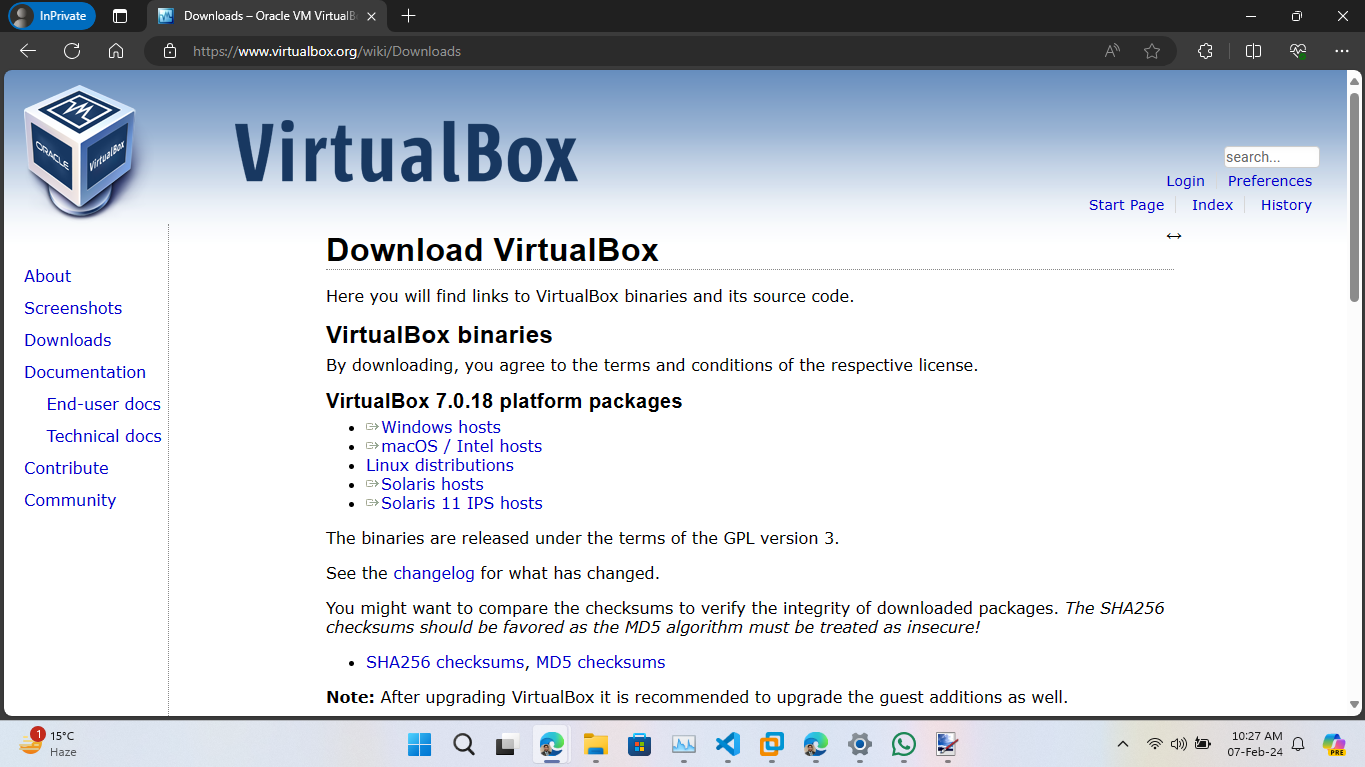 InPrivate
Downloads – Oracle VM VirtualB
https://www.virtualbox.org/wiki/Downloads
ORACLE
VirtualBox
VirtualBox
search...
Login
Preferences
Start Page
Index
History
About
Screenshots
Downloads
Documentation
End-user docs
Technical docs
Contribute
Community
Download VirtualBox
Here you will find links to VirtualBox binaries and its source code.
VirtualBox binaries
By downloading, you agree to the terms and conditions of the respective license.
VirtualBox 7.0.18 platform packages
Windows hosts
macOS / Intel hosts
Linux distributions
Solaris hosts
Solaris 11 IPS hosts
The binaries are released under the terms of the GPL version 3.
See the changelog for what has changed.
You might want to compare the checksums to verify the integrity of downloaded packages. The SHA256
checksums should be favored as the MD5 algorithm must be treated as insecure!
SHA256 checksums, MD5 checksums
Note: After upgrading VirtualBox it is recommended to upgrade the guest additions as well.
1
15°C
Haze
10:27 AM
07-Feb-24
PRE